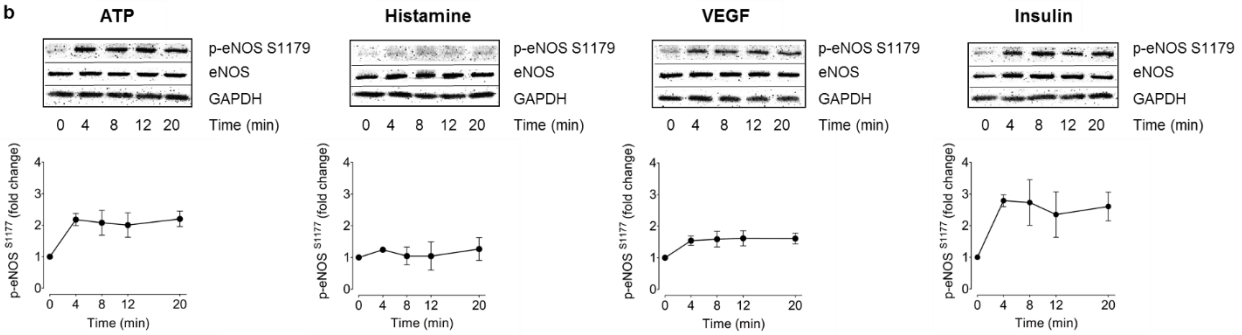 b
ATP
p-eNOS S1179
eNOS
GAPDH
0 4 8 12 20 Time (min)
4
3
2
1
0
p-eNOS S1177 (fold change)
0 4 8 12 20
Time (min)
Histamine
p-eNOS S1179
eNOS
GAPDH
0 4 8 12 20 Time (min)
4
3
2
1
0
p-eNOS S1177 (fold change)
0 4 8 12 20
Time (min)
VEGF
p-eNOS S1179
eNOS
GAPDH
0 4 8 12 20 Time (min)
4
3
2
1
0
p-eNOS S1177 (fold change)
0 4 8 12 20
Time (min)
Insulin
p-eNOS S1179
eNOS
GAPDH
0 4 8 12 20 Time (min)
4
3
2
1
0
p-eNOS S1177 (fold change)
0 4 8 12 20
Time (min)